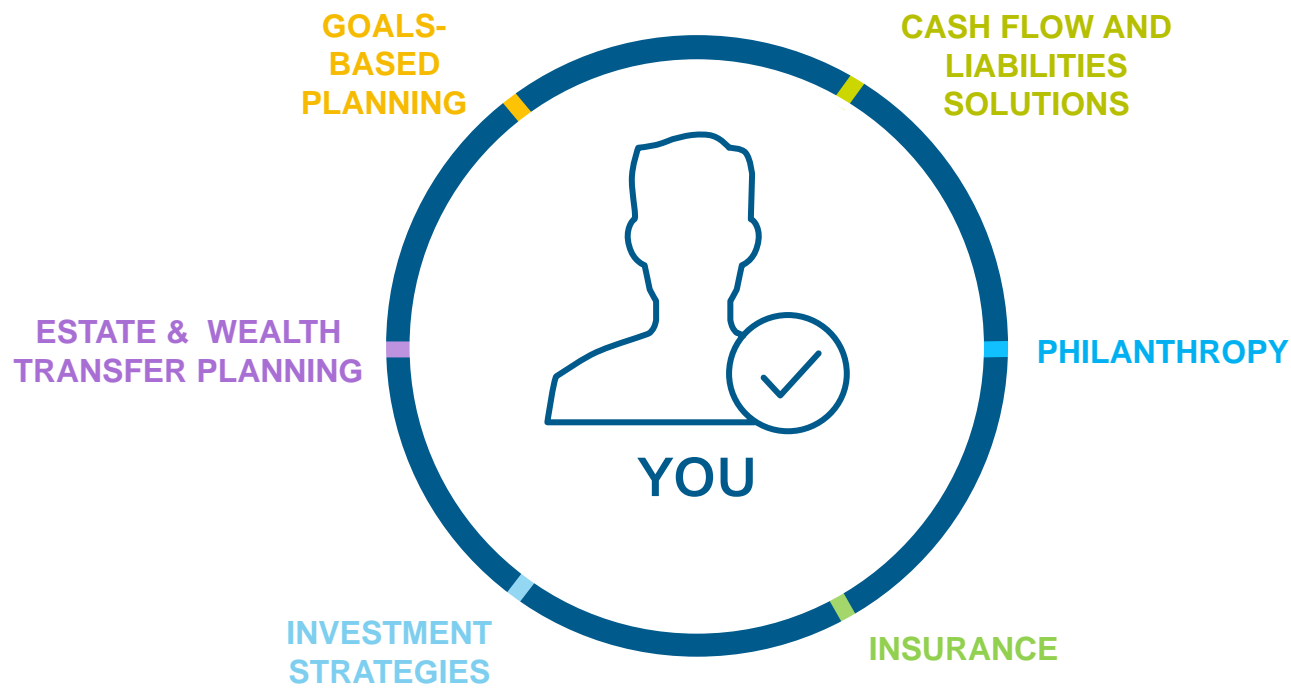 GOALS-
BASED
PLANNING
CASH FLOW AND
LIABILITIES
SOLUTIONS
ESTATE & WEALTH
TRANSFER PLANNING
PHILANTHROPY
YOU
INVESTMENT
STRATEGIES
INSURANCE